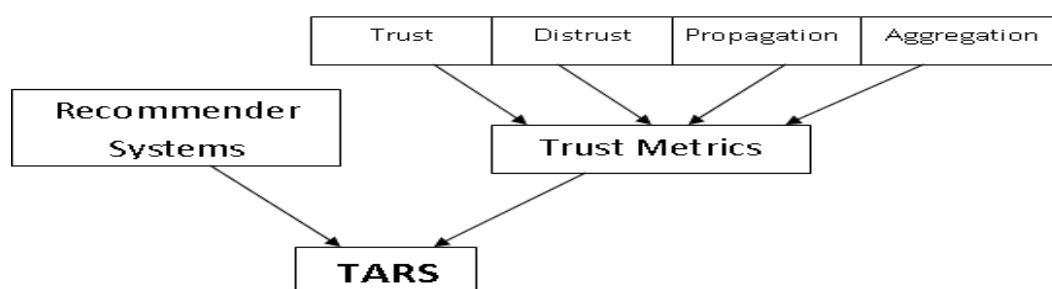 Trust Distrust Propagation Aggregation
Recommender
Systems
Trust Metrics
TARS